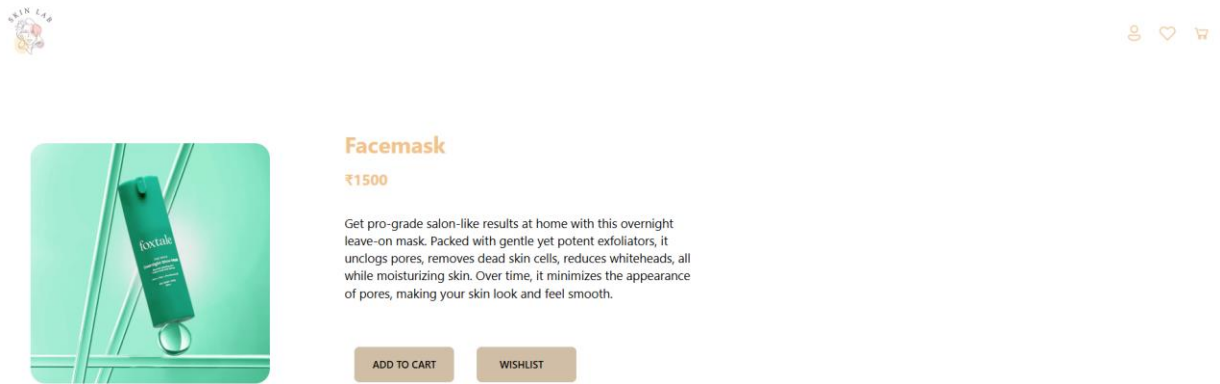 SKIN LAB
Facemask
₹1500
Get pro-grade salon-like results at home with this overnight
leave-on mask. Packed with gentle yet potent exfoliators, it
unclogs pores, removes dead skin cells, reduces whiteheads, all
while moisturizing skin. Over time, it minimizes the appearance
of pores, making your skin look and feel smooth.
foxtale
ADD TO CART
WISHLIST